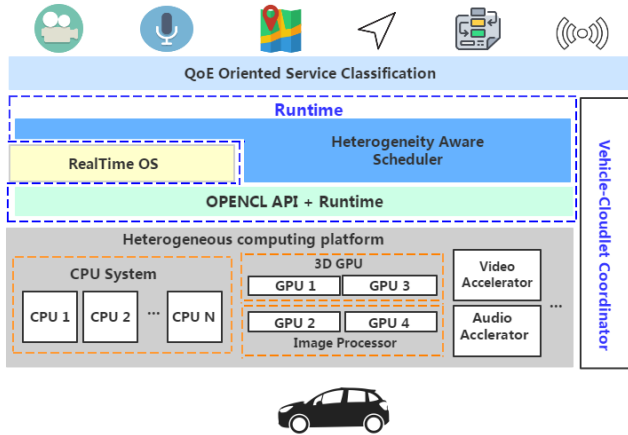 QoE Oriented Service Classification
Runtime
Heterogeneity Aware
Scheduler
RealTime OS
OPENCL API + Runtime
Vehicle-Cloudlet Coordinator
Heterogeneous computing platform
CPU System
CPU 1
CPU 2
...
CPU N
3D GPU
GPU 1
GPU 3
GPU 2
GPU 4
Image Processor
Video
Accelerator
Audio
Acclerator
...